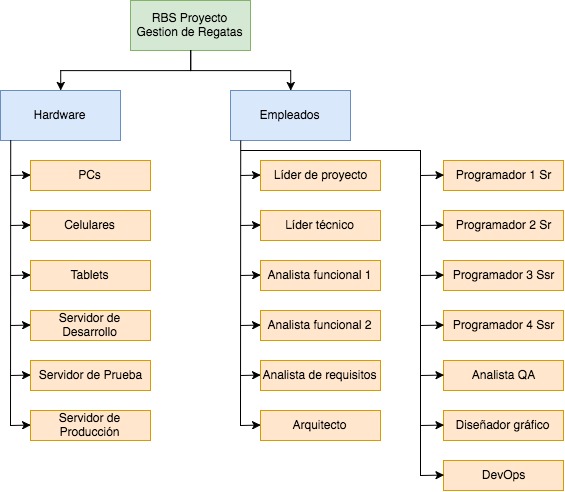 RBS Proyecto
Gestion de Regatas
Hardware
Empleados
PCs
Celulares
Tablets
Servidor de
Desarrollo
Servidor de Prueba
Servidor de
Producción
Líder de proyecto
Líder técnico
Analista funcional 1
Analista funcional 2
Analista de requisitos
Arquitecto
Programador 1 Sr
Programador 2 Sr
Programador 3 Ssr
Programador 4 Ssr
Analista QA
Diseñador gráfico
DevOps